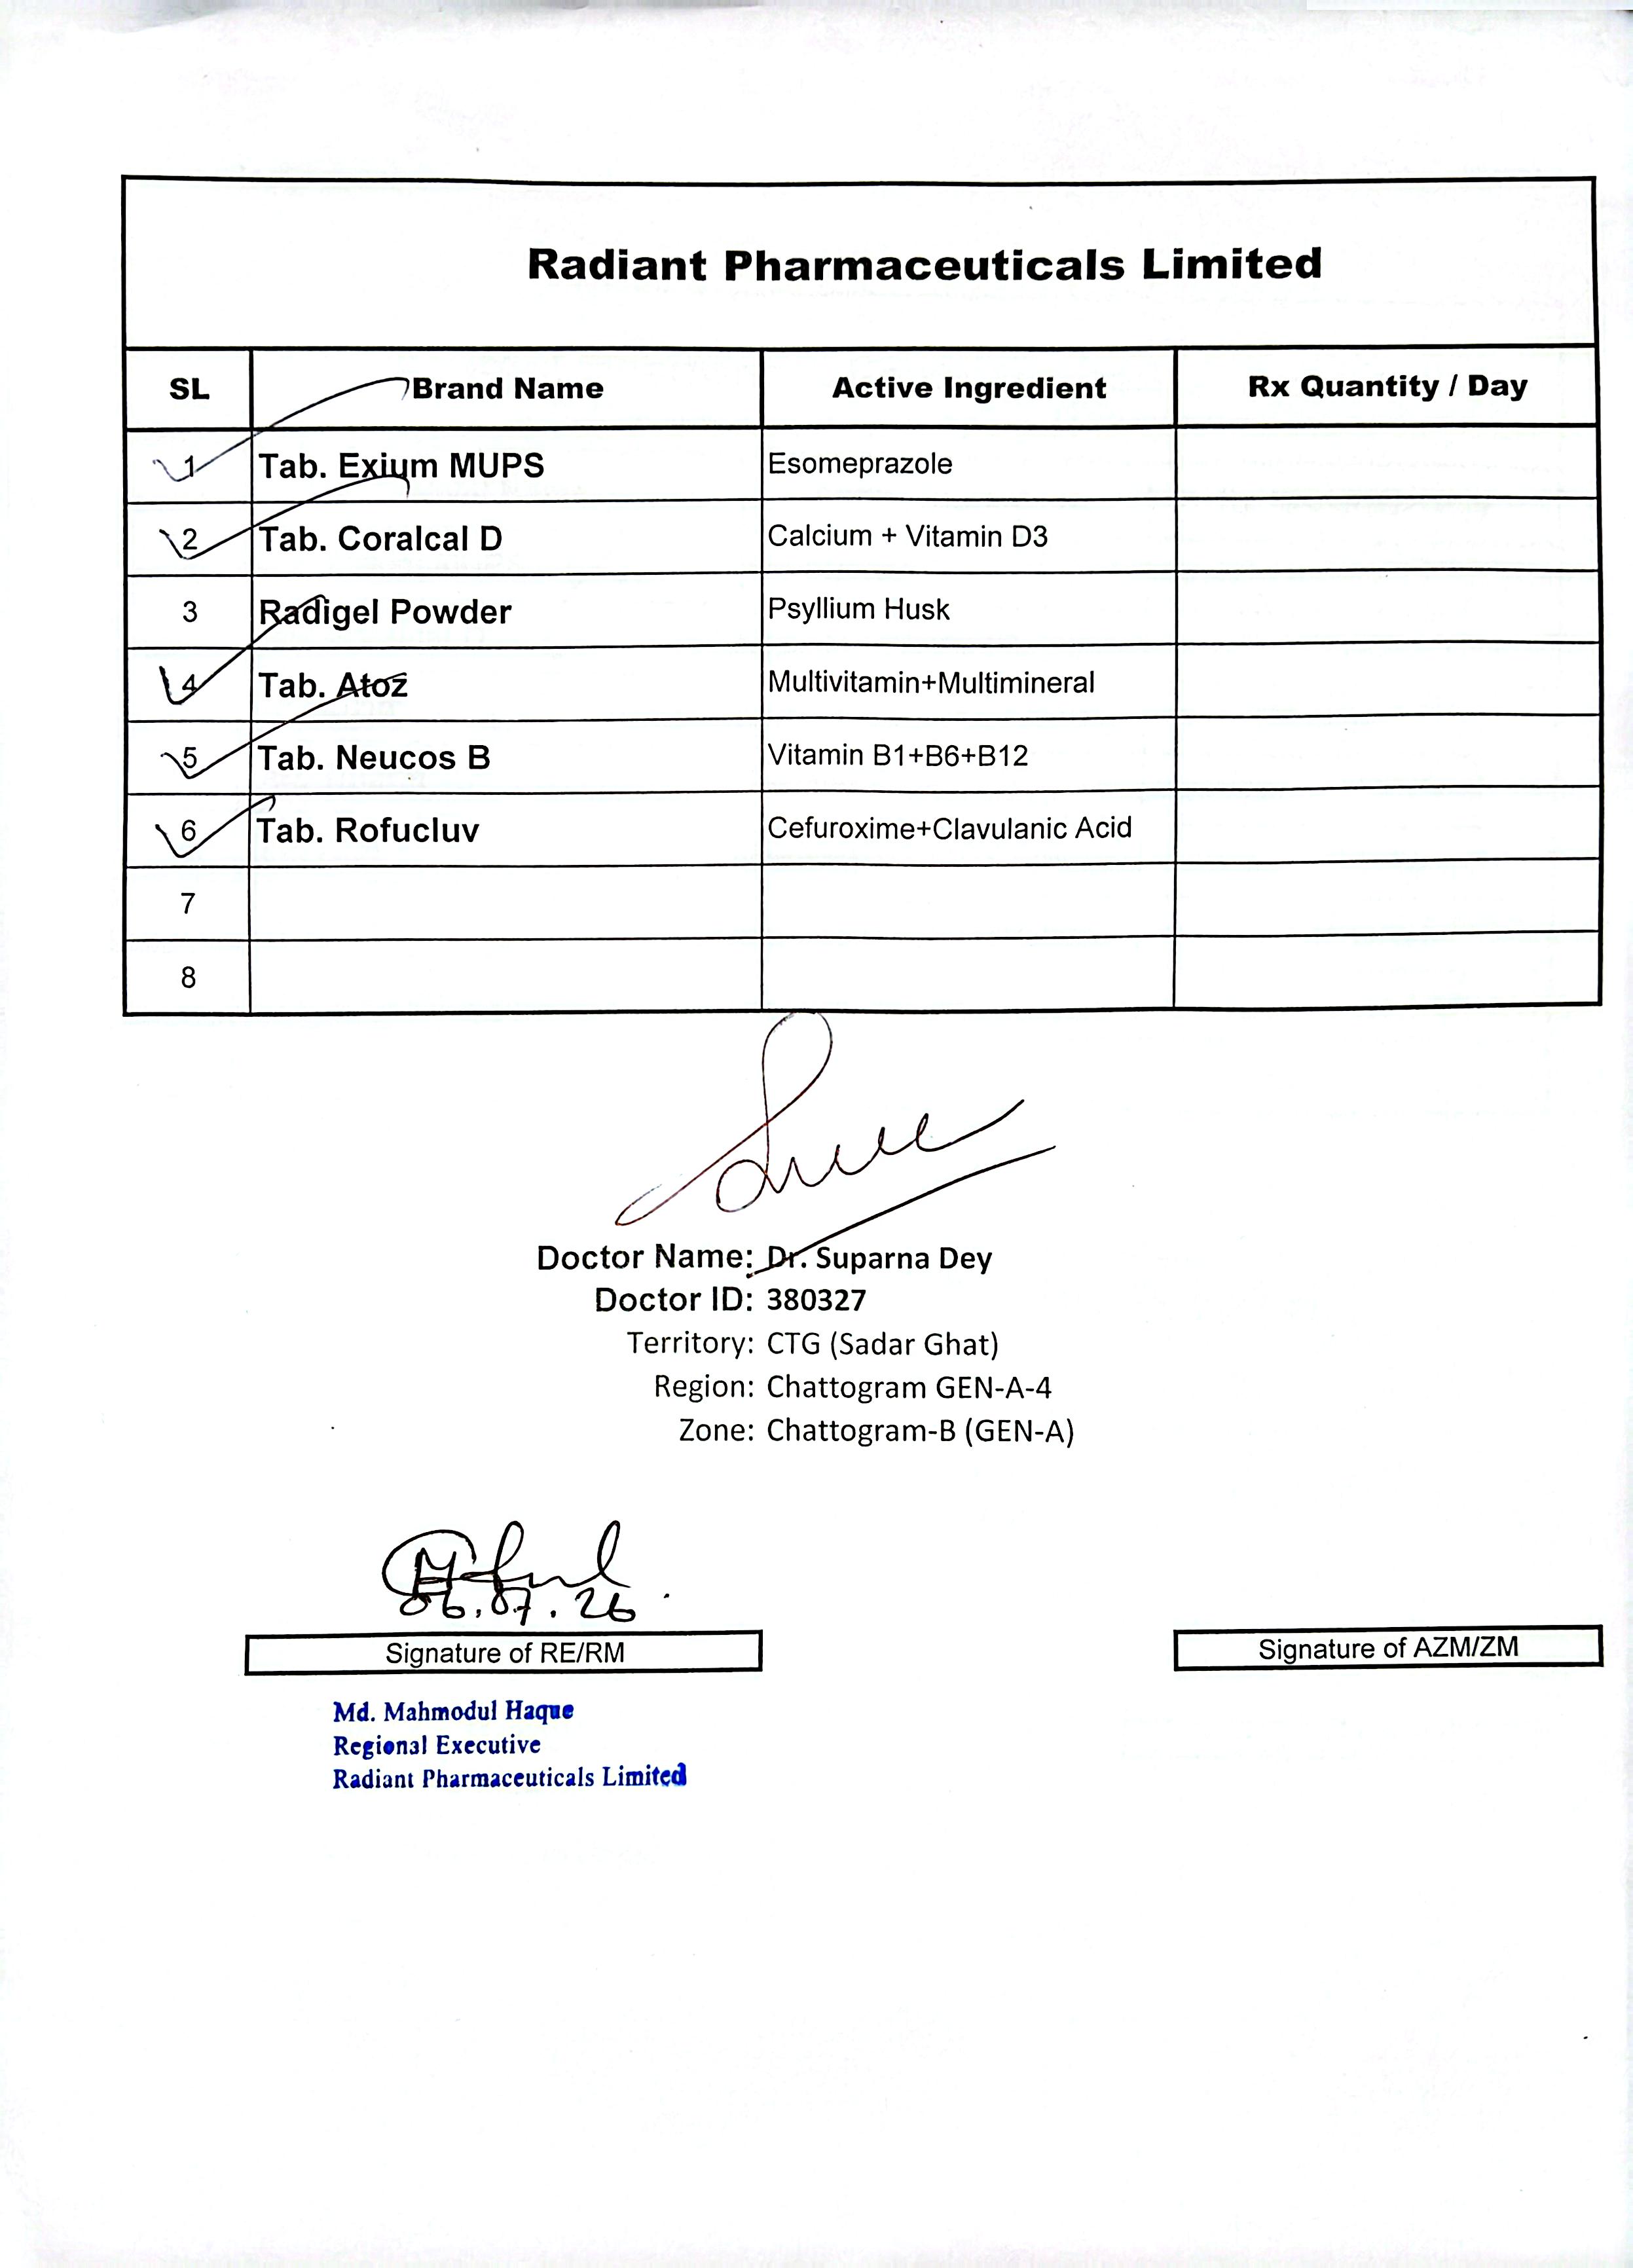 Radiant Pharmaceuticals Limited
SL Brand Name Active Ingredient Rx Quantity / Day
1 Tab. Exium MUPS Esomeprazole
2 Tab. Coralcal D Calcium + Vitamin D3
3 Radigel Powder Psyllium Husk
4 Tab. Atoz Multivitamin+Multimineral
5 Tab. Neucos B Vitamin B1+B6+B12
6 Tab. Rofucluv Cefuroxime+Clavulanic Acid
7
8
Doctor Name: Dr. Suparna Dey
Doctor ID: 380327
Territory: CTG (Sadar Ghat)
Region: Chattogram GEN-A-4
Zone: Chattogram-B (GEN-A)
06.07.26
Signature of RE/RM Signature of AZM/ZM
Md. Mahmodul Haque
Regional Executive
Radiant Pharmaceuticals Limited